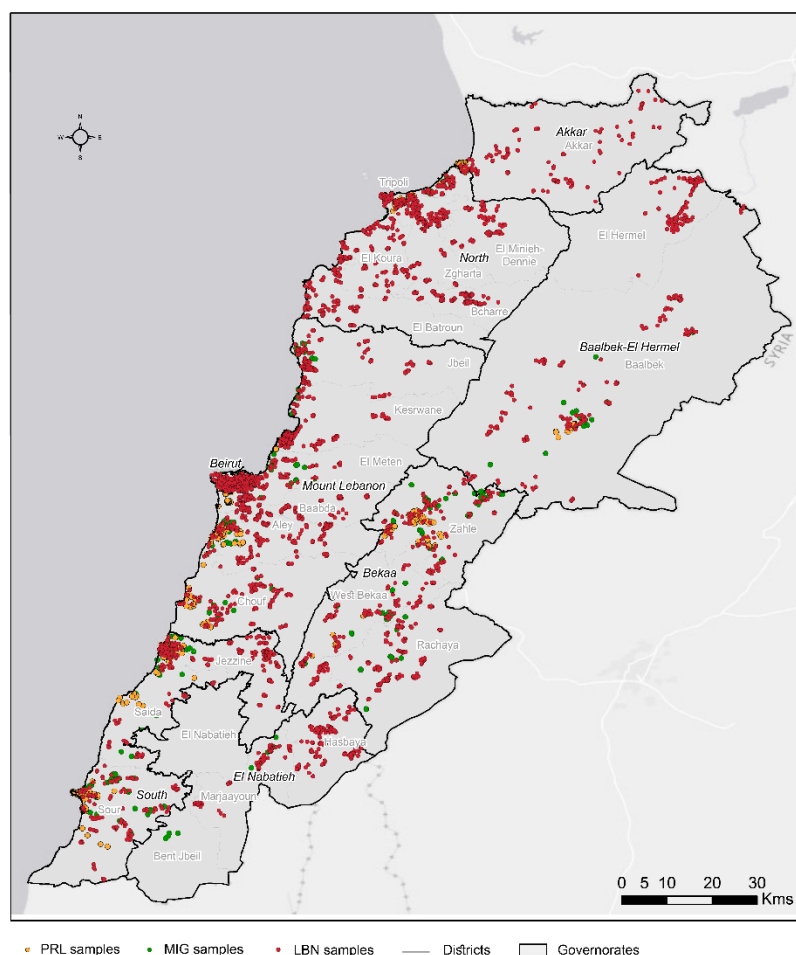 N
W E
S
Akkar
Akkar
Tripoli
El Hermel
El Koura
North
El Minieh-
Dennie
Zgharta
Bcharre
El Batroun
Baalbek-El Hermel
Baalbek
SYRIA
Jbeil
Kesrwane
Beirut
El Meten
Mount Lebanon
Baabda
Aley
Zahle
Bekaa
West Bekaa
Chouf
Rachaya
Jezzine
Saida
El Nabatieh
Hasbaya
El Nabatieh
South
Marjaayoun
Sour
Bent Jbeil
0 5 10 20 30
Kms
PRL samples MIG samples LBN samples Districts Governorates